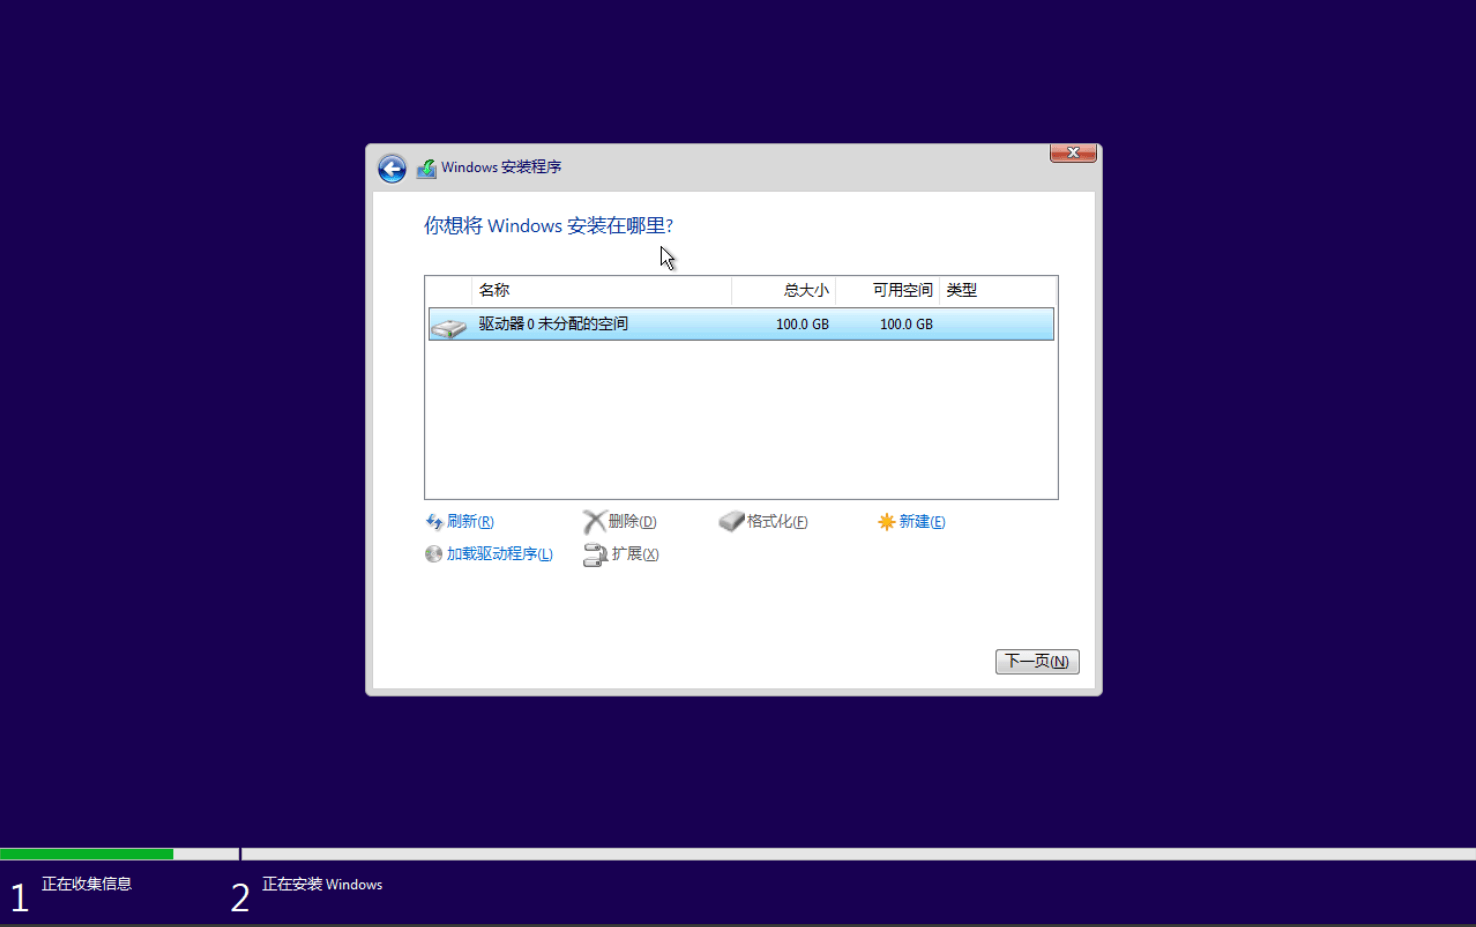 Windows 安装程序
你想将 Windows 安装在哪里?
名称 总大小 可用空间 类型
驱动器 0 未分配的空间 100.0 GB 100.0 GB
刷新(R) 删除(D) 格式化(F) 新建(E)
加载驱动程序(L) 扩展(X)
下一页(N)
1 正在收集信息 2 正在安装 Windows